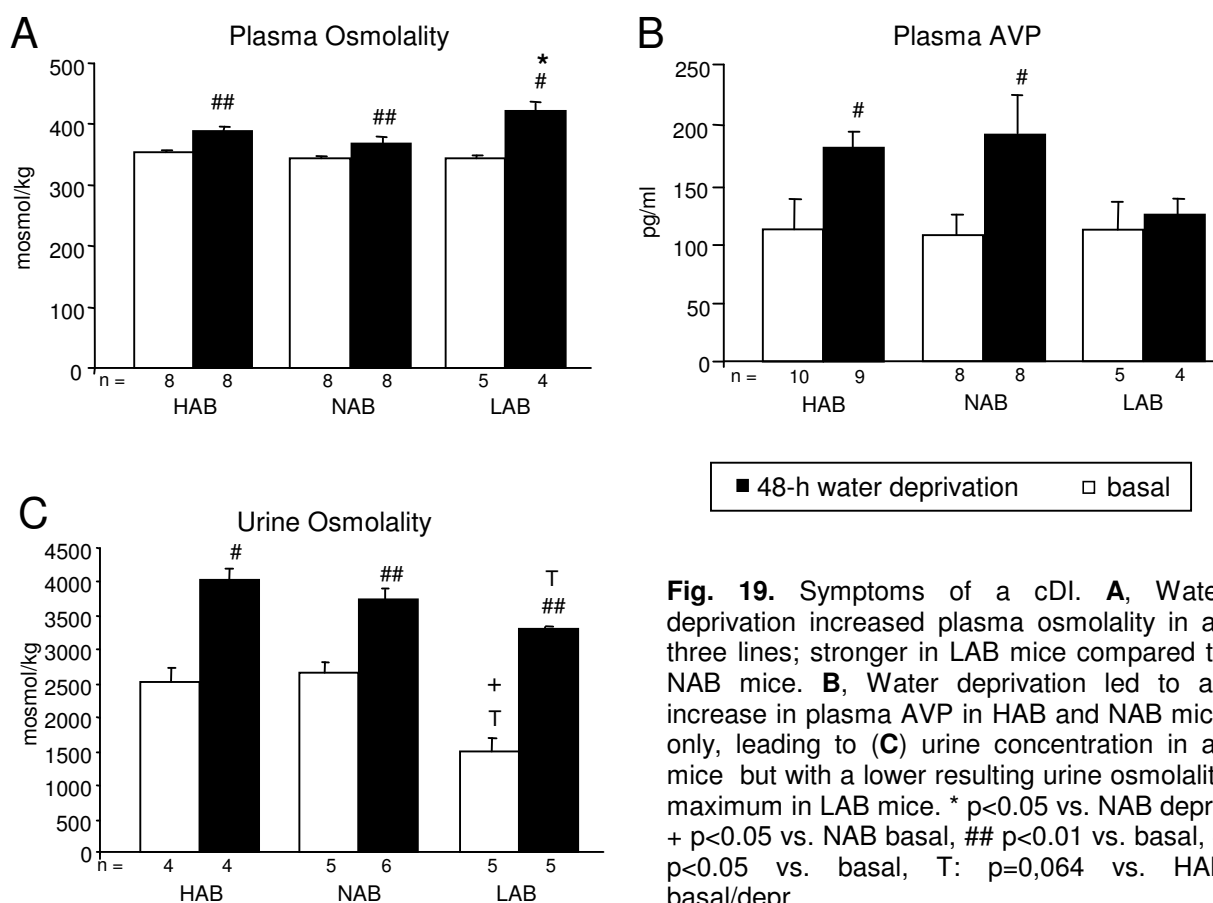 A
Plasma Osmolality
500
400
300
200
100
0
mosmol/kg
##
##
*
#
n = 8 8 8 8 5 4
HAB NAB LAB
B
Plasma AVP
250
200
150
100
50
0
pg/ml
#
#
n = 10 9 8 8 5 4
HAB NAB LAB
■ 48-h water deprivation □ basal
C
Urine Osmolality
4500
4000
3500
3000
2500
2000
1500
1000
500
0
mosmol/kg
#
##
+
T
T
##
n = 4 4 5 6 5 5
HAB NAB LAB
Fig. 19. Symptoms of a cDI. A, Wate
deprivation increased plasma osmolality in a
three lines; stronger in LAB mice compared t
NAB mice. B, Water deprivation led to a
increase in plasma AVP in HAB and NAB mic
only, leading to (C) urine concentration in a
mice but with a lower resulting urine osmolalit
maximum in LAB mice. * p<0.05 vs. NAB depr
+ p<0.05 vs. NAB basal, ## p<0.01 vs. basal,
p<0.05 vs. basal, T: p=0,064 vs. HA
basal/depr